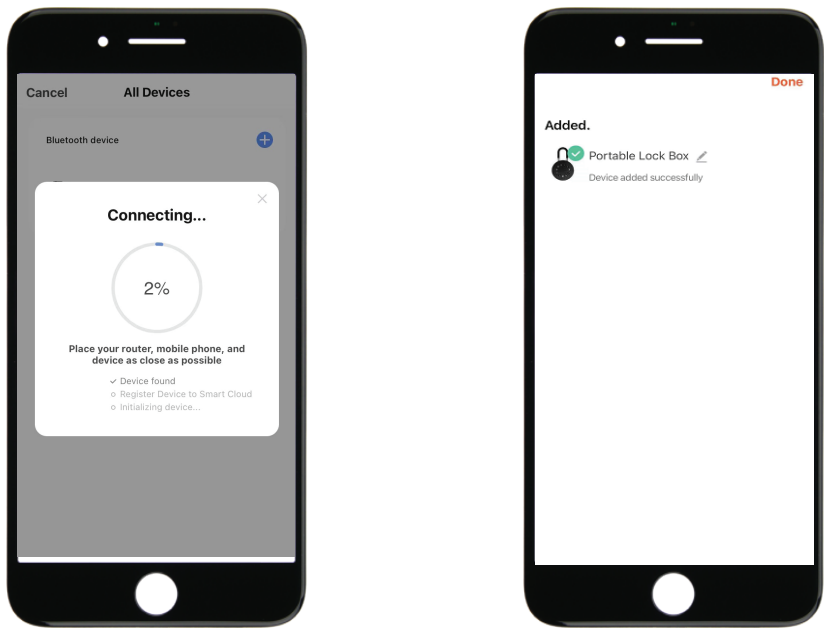 Cancel
All Devices
Bluetooth device
Connecting...
2%
Place your router, mobile phone, and
device as close as possible
Device found
Register Device to Smart Cloud
Initializing device...
Done
Added.
Portable Lock Box
Device added successfully